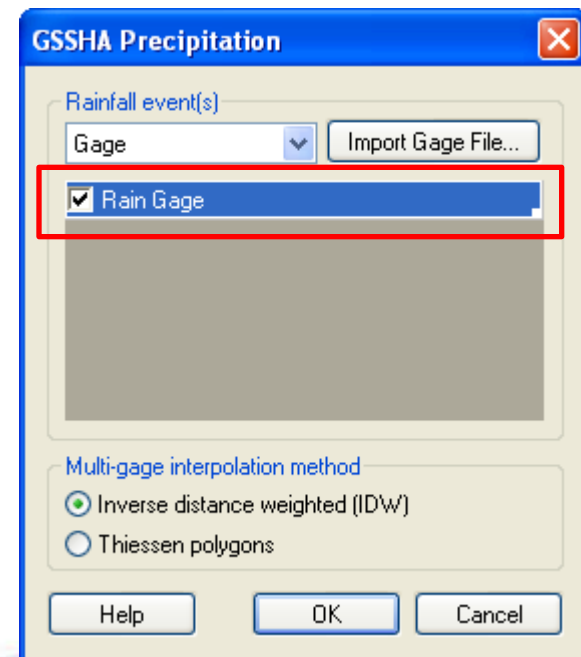 GSSHA Precipitation
Rainfall event(s)
Gage Import Gage File...
Rain Gage
Multi-gage interpolation method
Inverse distance weighted (IDW)
Thiessen polygons
Help OK Cancel